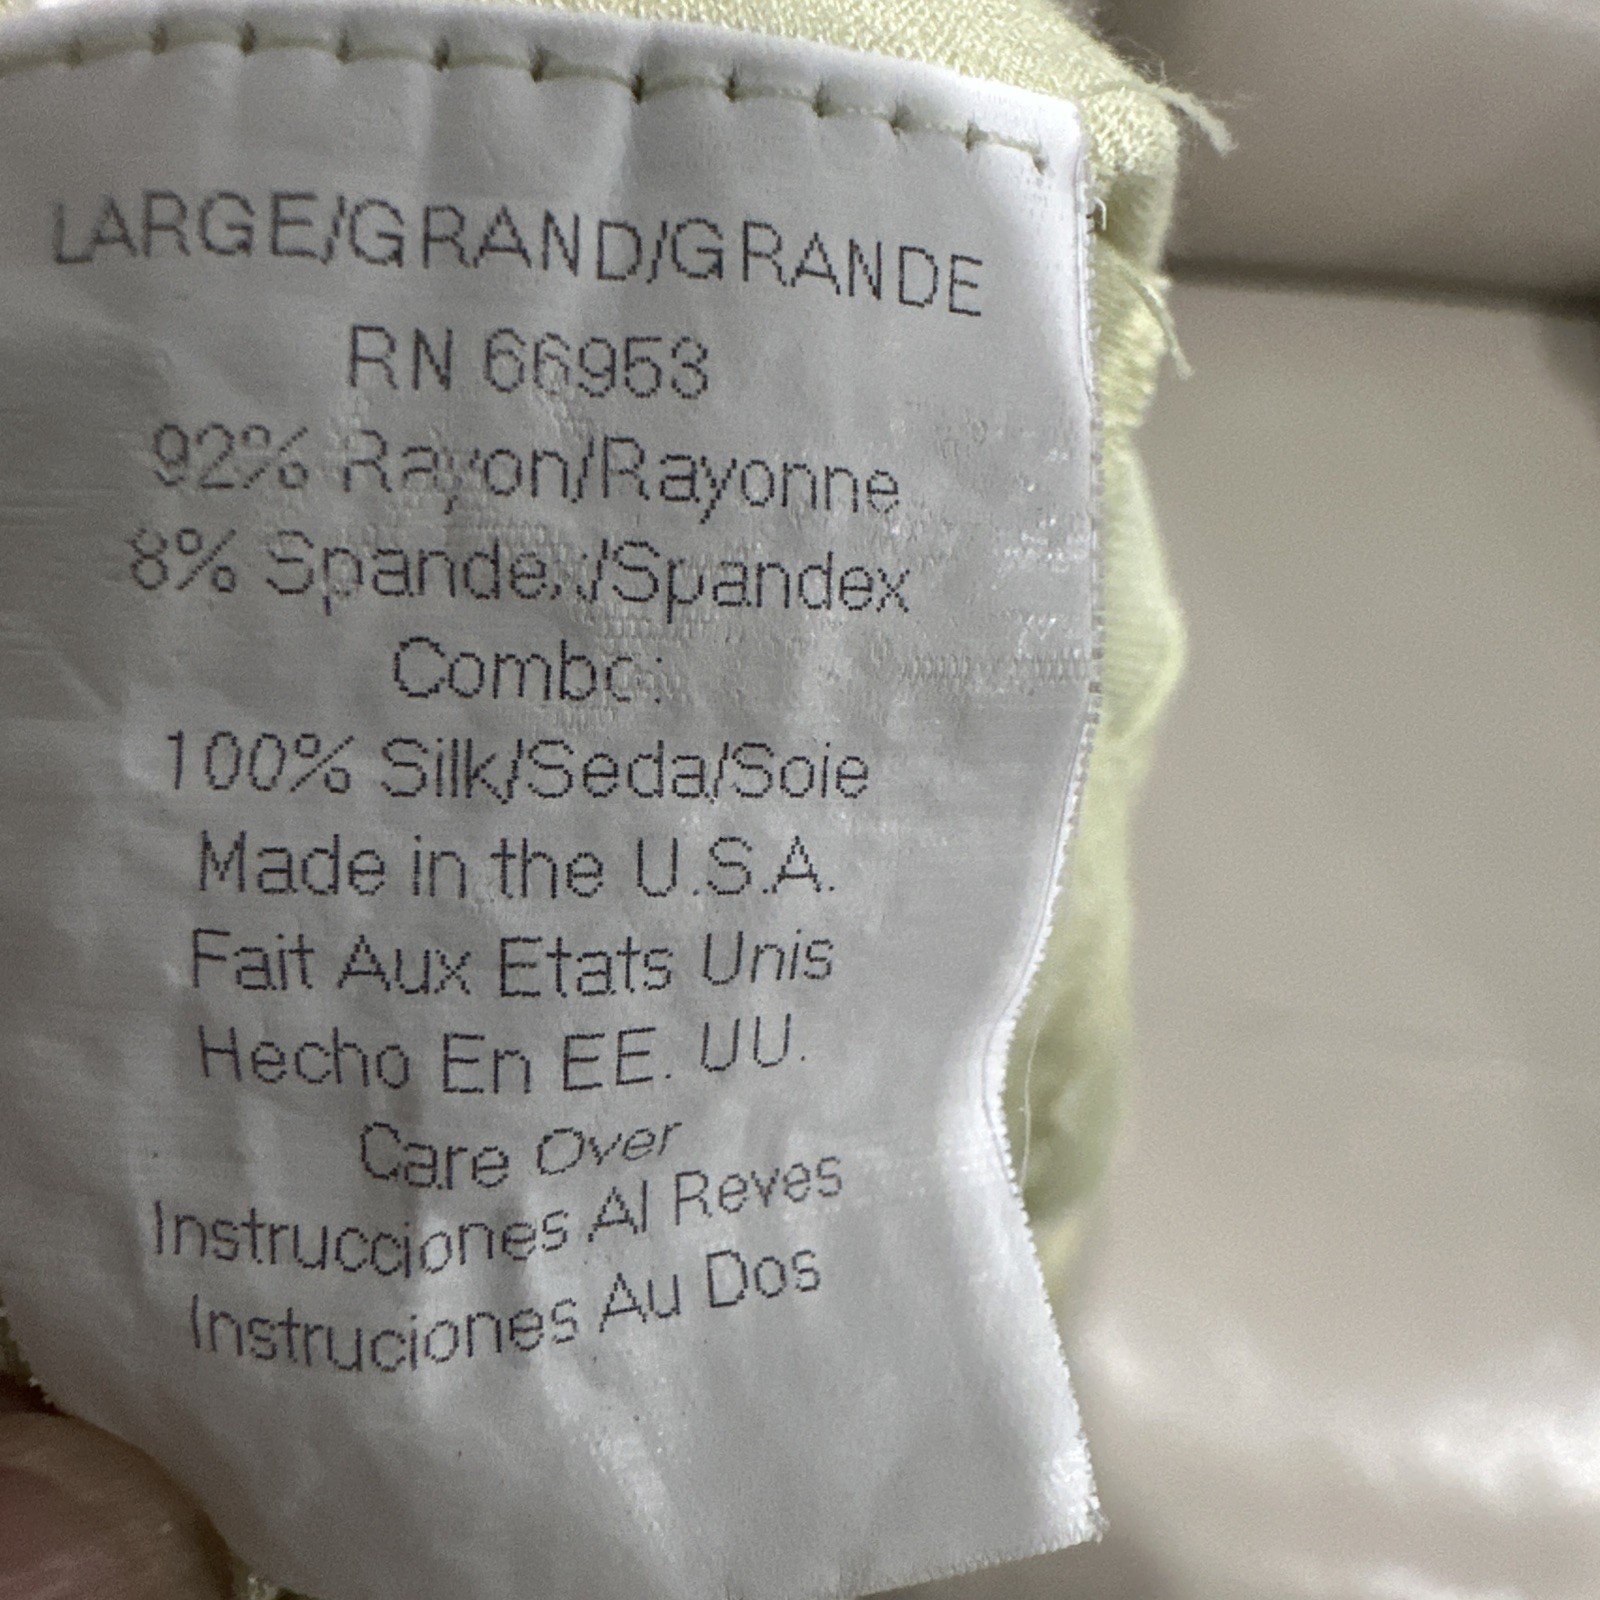 LARGE/GRAND/GRANDE
RN 66953
92% Rayon/Rayonne
8% Spandex/Spandex
Combo:
100% Silk/Seda/Soie
Made in the U.S.A.
Fait Aux Etats Unis
Hecho En EE. UU.
Care Over
Instrucciones Al Reves
Instruciones Au Dos